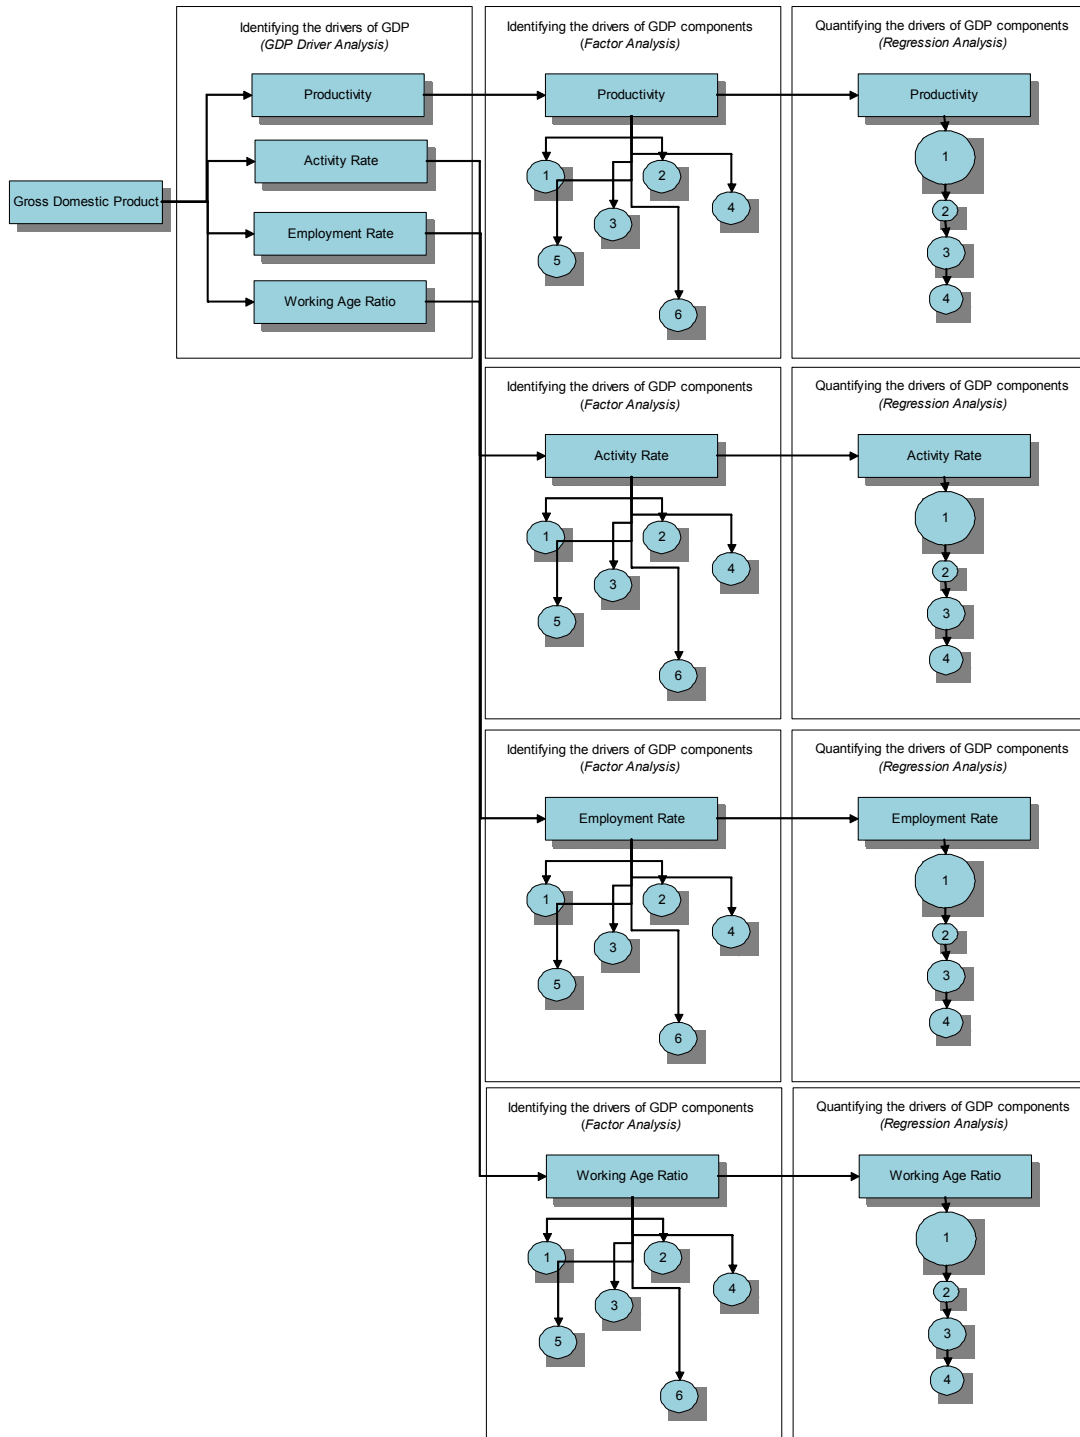 Gross Domestic Product
Identifying the drivers of GDP
(GDP Driver Analysis)
Productivity
Activity Rate
Employment Rate
Working Age Ratio
Identifying the drivers of GDP components
(Factor Analysis)
Productivity
1
2
3
4
5
6
Quantifying the drivers of GDP components
(Regression Analysis)
Productivity
1
2
3
4
Identifying the drivers of GDP components
(Factor Analysis)
Activity Rate
1
2
3
4
5
6
Quantifying the drivers of GDP components
(Regression Analysis)
Activity Rate
1
2
3
4
Identifying the drivers of GDP components
(Factor Analysis)
Employment Rate
1
2
3
4
5
6
Quantifying the drivers of GDP components
(Regression Analysis)
Employment Rate
1
2
3
4
Identifying the drivers of GDP components
(Factor Analysis)
Working Age Ratio
1
2
3
4
5
6
Quantifying the drivers of GDP components
(Regression Analysis)
Working Age Ratio
1
2
3
4